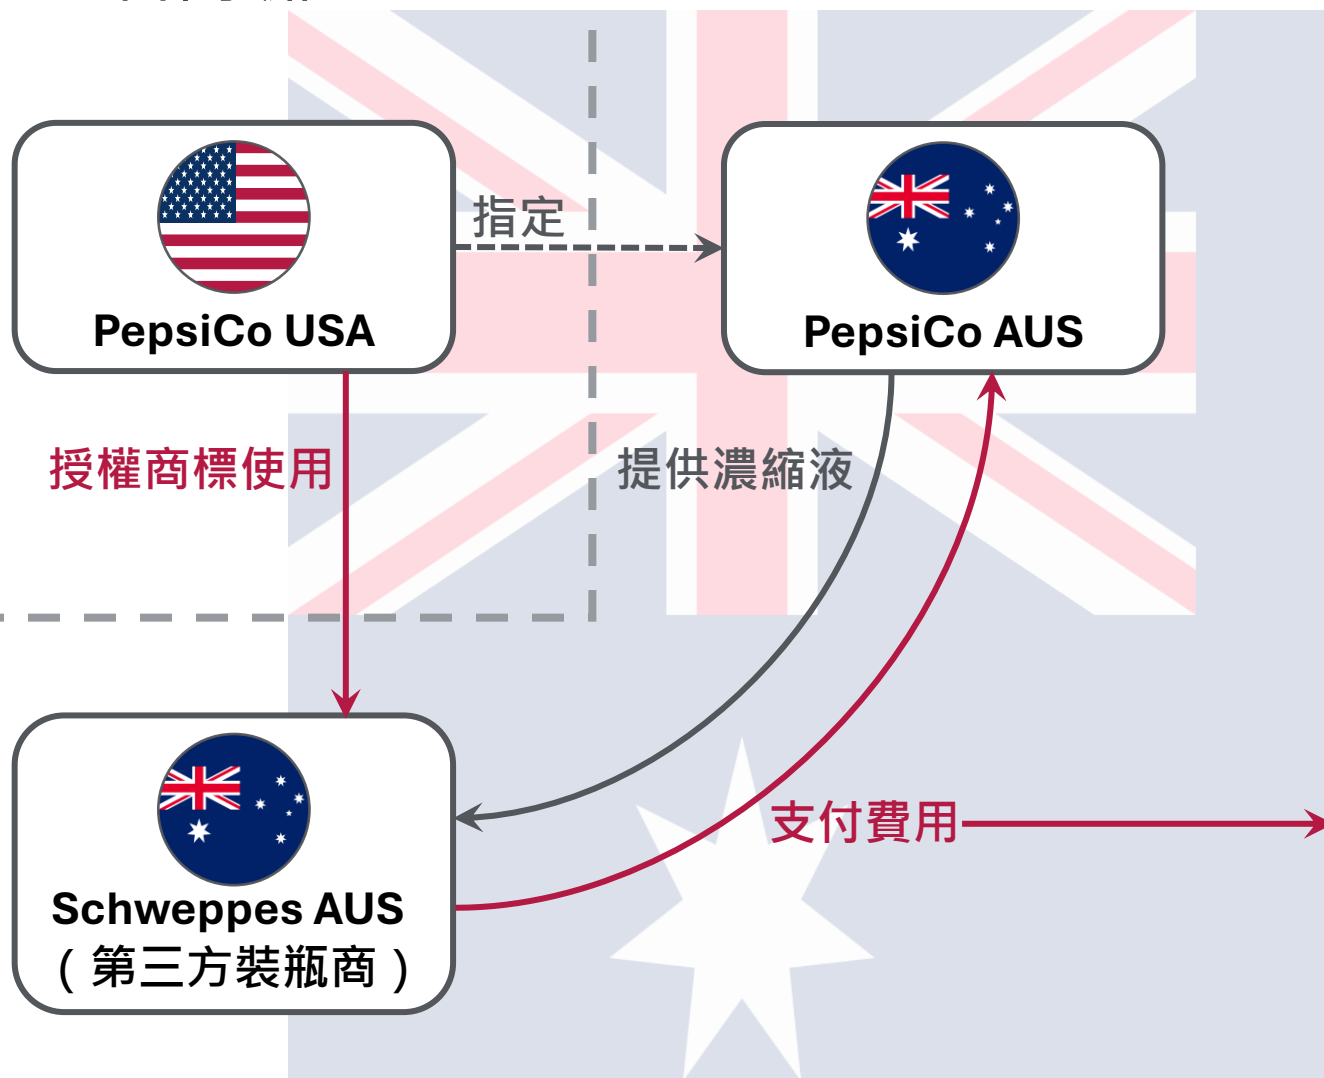 指定
PepsiCo USA
PepsiCo AUS
授權商標使用
提供濃縮液
支付費用
Schweppes AUS
（第三方裝瓶商）